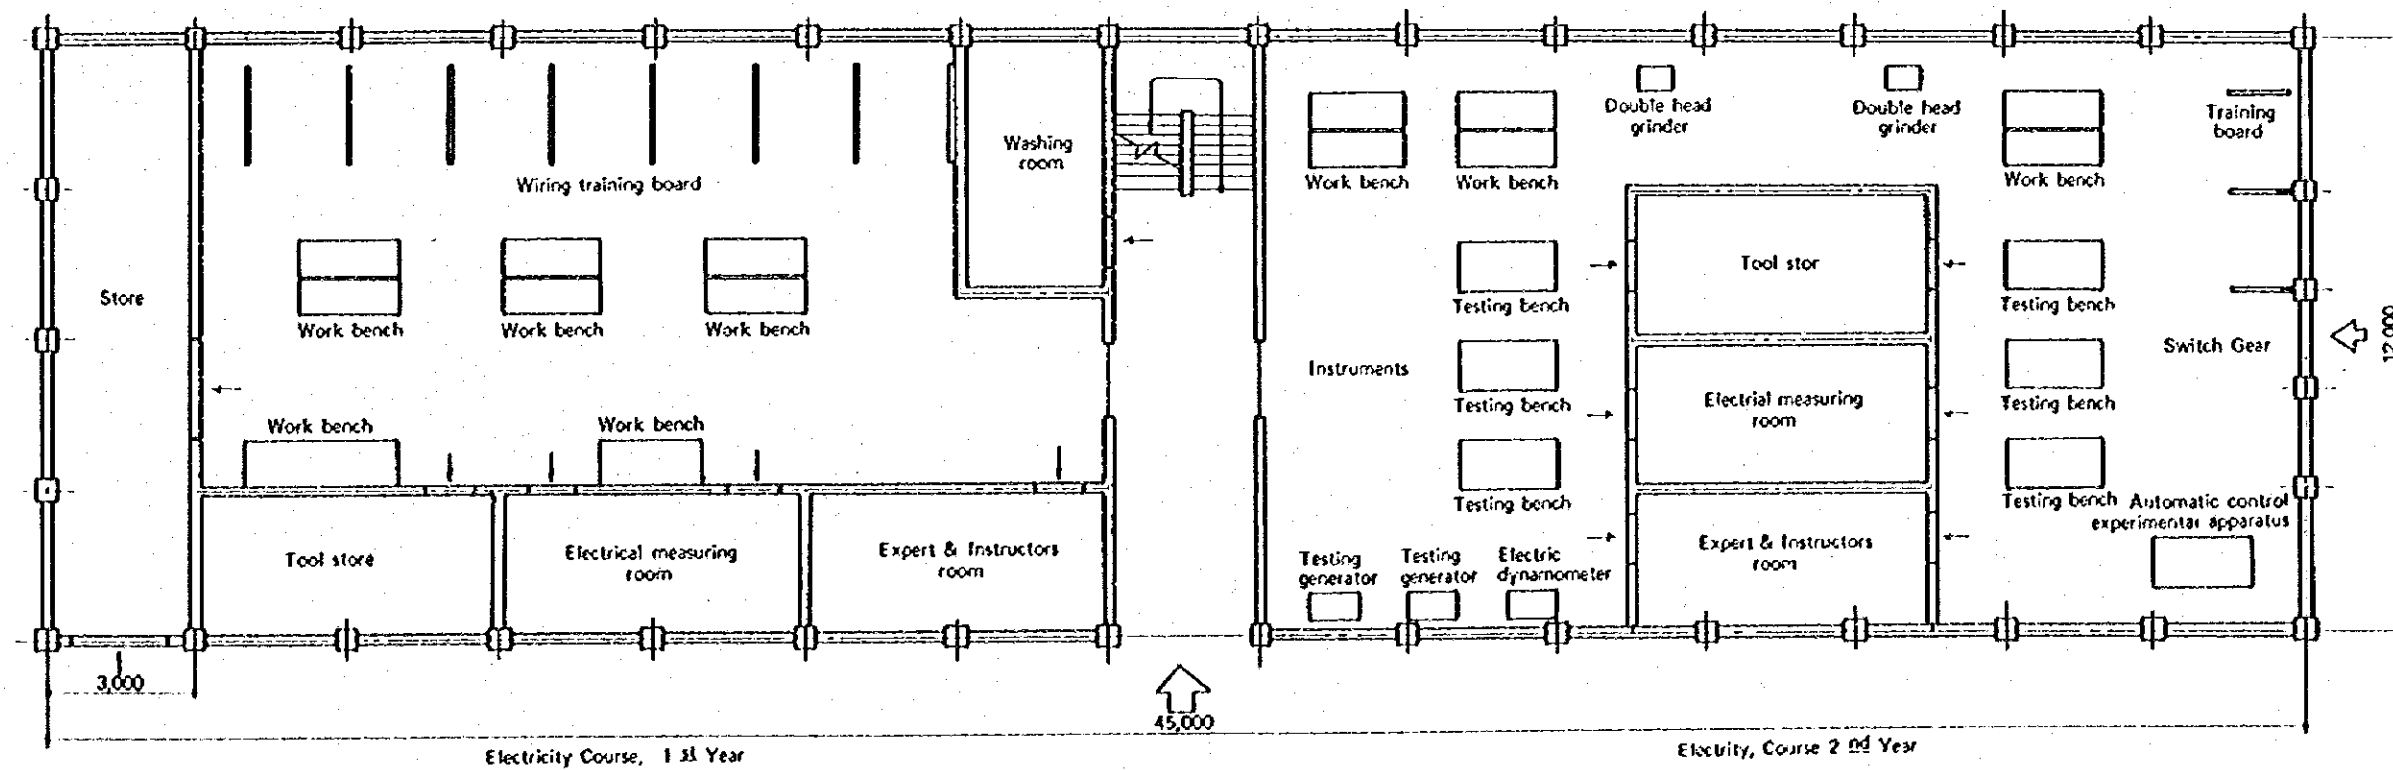 Double head
grinder
Double head
grinder
Training
board
Washing
room
Wiring training board
Work bench
Work bench
Work bench
Tool stor
Store
Testing bench
Testing bench
Work bench
Work bench
Work bench
12,000
Switch Gear
Instruments
Electrial measuring
room
Testing bench
Testing bench
Work bench
Work bench
Testing bench
Testing bench
Automatic control
experimental apparatus
Tool store
Electrical measuring
room
Expert & Instructors
room
Testing
generator
Testing
generator
Electric
dynamometer
Expert & Instructors
room
3,000
45,000
Electricity Course, 1 st Year
Electrity, Course 2 nd Year